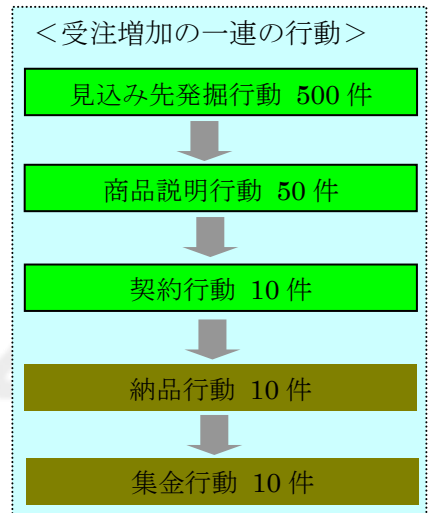 ＜受注増加の一連の行動＞
見込み先発掘行動 500 件
商品説明行動 50 件
契約行動 10 件
納品行動 10 件
集金行動 10 件